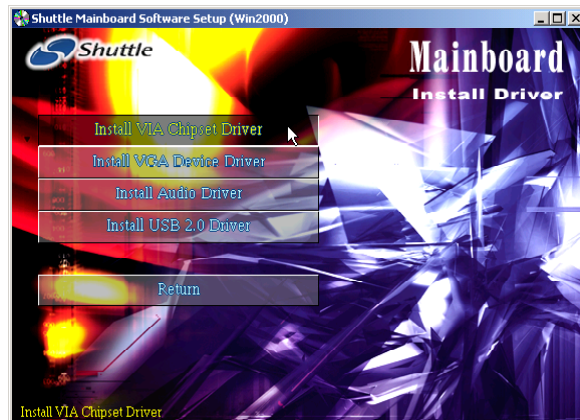 Shuttle Mainboard Software Setup (Win2000)
Shuttle
Mainboard
Install Driver
Install VIA Chipset Driver
Install VGA Device Driver
Install Audio Driver
Install USB 2.0 Driver
Return
Install VIA Chipset Driver